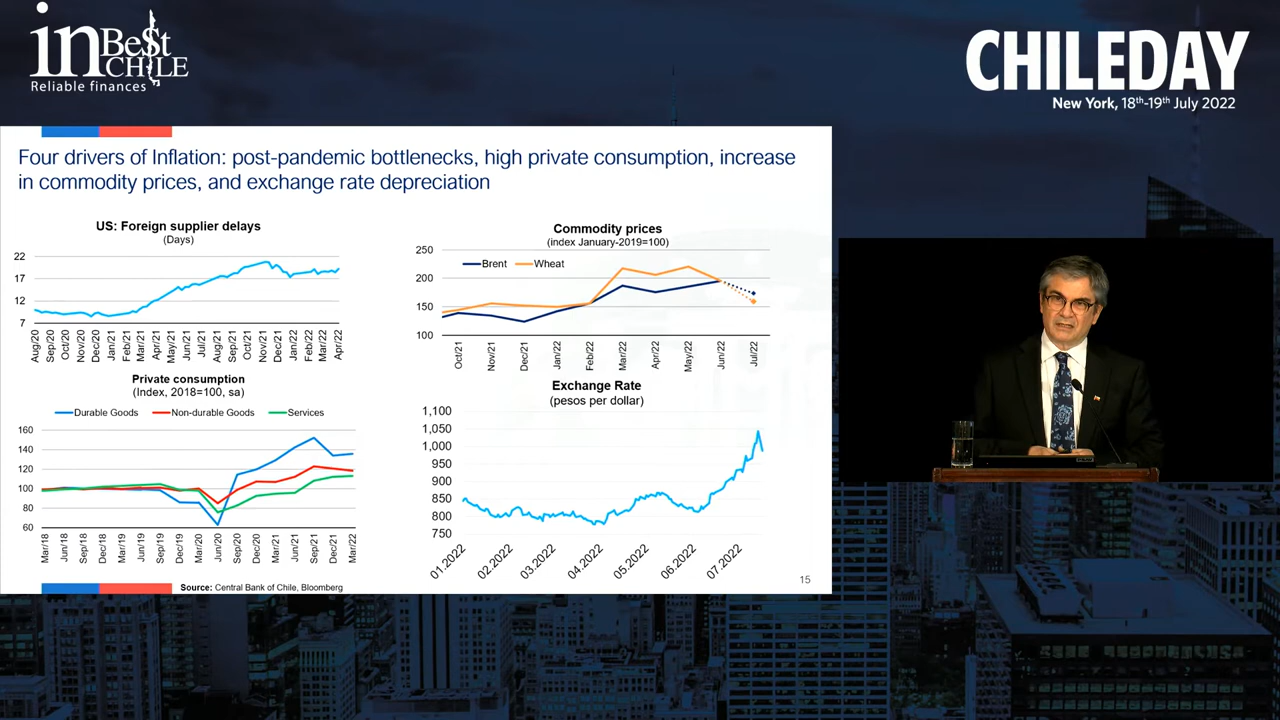 inBe$t
CHILE
Reliable finances
CHILEDAY
New York, 18th-19th July 2022
Four drivers of Inflation: post-pandemic bottlenecks, high private consumption, increase
in commodity prices, and exchange rate depreciation
US: Foreign supplier delays
(Days)
22
17
12
7
Aug/20
Sep/20
Oct/20
Nov/20
Dec/20
Jan/21
Feb/21
Mar/21
Apr/21
May/21
Jun/21
Jul/21
Aug/21
Sep/21
Oct/21
Nov/21
Dec/21
Jan/22
Feb/22
Mar/22
Apr/22
Commodity prices
(index January-2019=100)
250
Brent Wheat
200
150
100
Oct/21
Nov/21
Dec/21
Jan/22
Feb/22
Mar/22
Apr/22
May/22
Jun/22
Jul/22
Private consumption
(Index, 2018=100, sa)
Durable Goods Non-durable Goods Services
160
140
120
100
80
60
Mar/18
Jun/18
Sep/18
Dec/18
Mar/19
Jun/19
Sep/19
Dec/19
Mar/20
Jun/20
Sep/20
Dec/20
Mar/21
Jun/21
Sep/21
Dec/21
Mar/22
Exchange Rate
(pesos per dollar)
1,100
1,050
1,000
950
900
850
800
750
01.2022
02.2022
03.2022
04.2022
05.2022
06.2022
07.2022
Source: Central Bank of Chile, Bloomberg
15